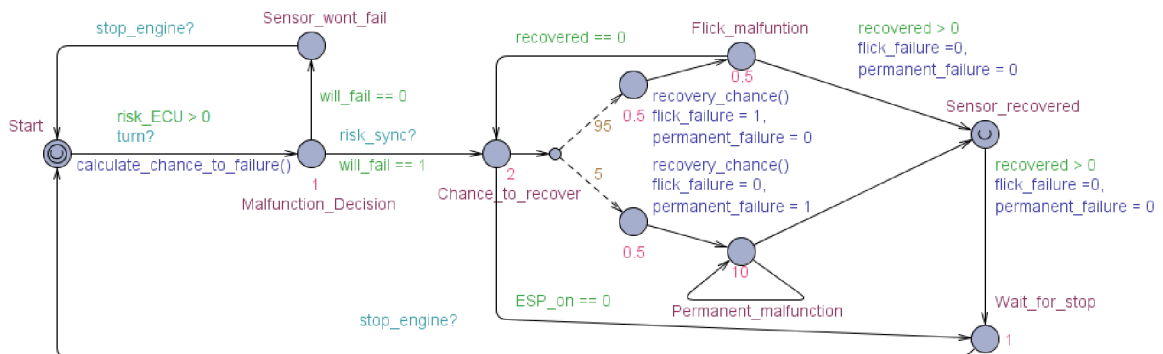 Sensor_wont_fail
stop_engine?
recovered == 0
Flick_malfuntion
recovered > 0
flick_failure =0,
permanent_failure = 0
0.5
will_fail == 0
recovery_chance()
flick_failure = 1,
permanent_failure = 0
0.5
95
Sensor_recovered
Start
risk_ECU > 0
turn?
calculate_chance_to_failure()
risk_sync?
will_fail == 1
1
Malfunction_Decision
2
Chance_to_recover
5
recovery_chance()
flick_failure = 0,
permanent_failure = 1
0.5
recovered > 0
flick_failure =0,
permanent_failure = 0
10
Permanent_malfunction
ESP_on == 0
stop_engine?
Wait_for_stop
1